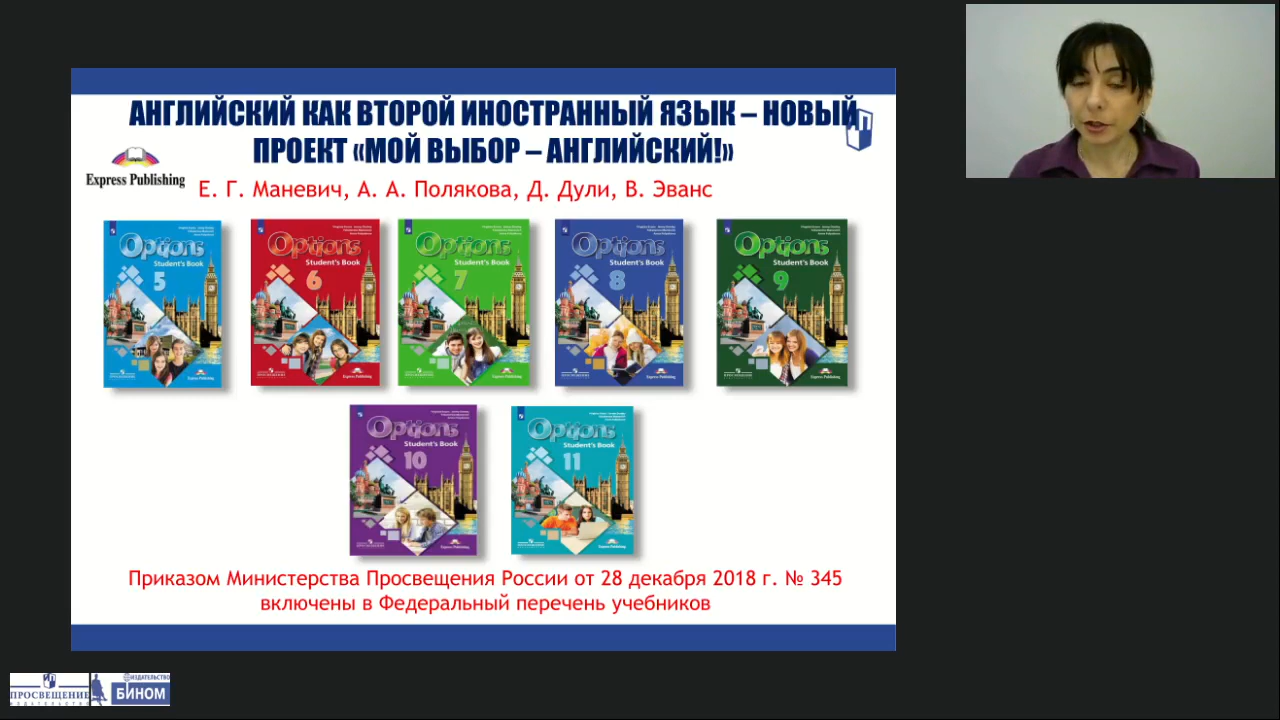 АНГЛИЙСКИЙ КАК ВТОРОЙ ИНОСТРАННЫЙ ЯЗЫК – НОВЫЙ
ПРОЕКТ «МОЙ ВЫБОР – АНГЛИЙСКИЙ!»
Express Publishing
Е. Г. Маневич, А. А. Полякова, Д. Дули, В. Эванс
Options
Student's Book
5
Options
Student's Book
6
Options
Student's Book
7
Options
Student's Book
8
Options
Student's Book
9
Options
Student's Book
10
Options
Student's Book
11
Приказом Министерства Просвещения России от 28 декабря 2018 г. № 345
включены в Федеральный перечень учебников
ПРОСВЕЩЕНИЕ
ИЗДАТЕЛЬСТВО
ИЗДАТЕЛЬСТВО
БИНОМ